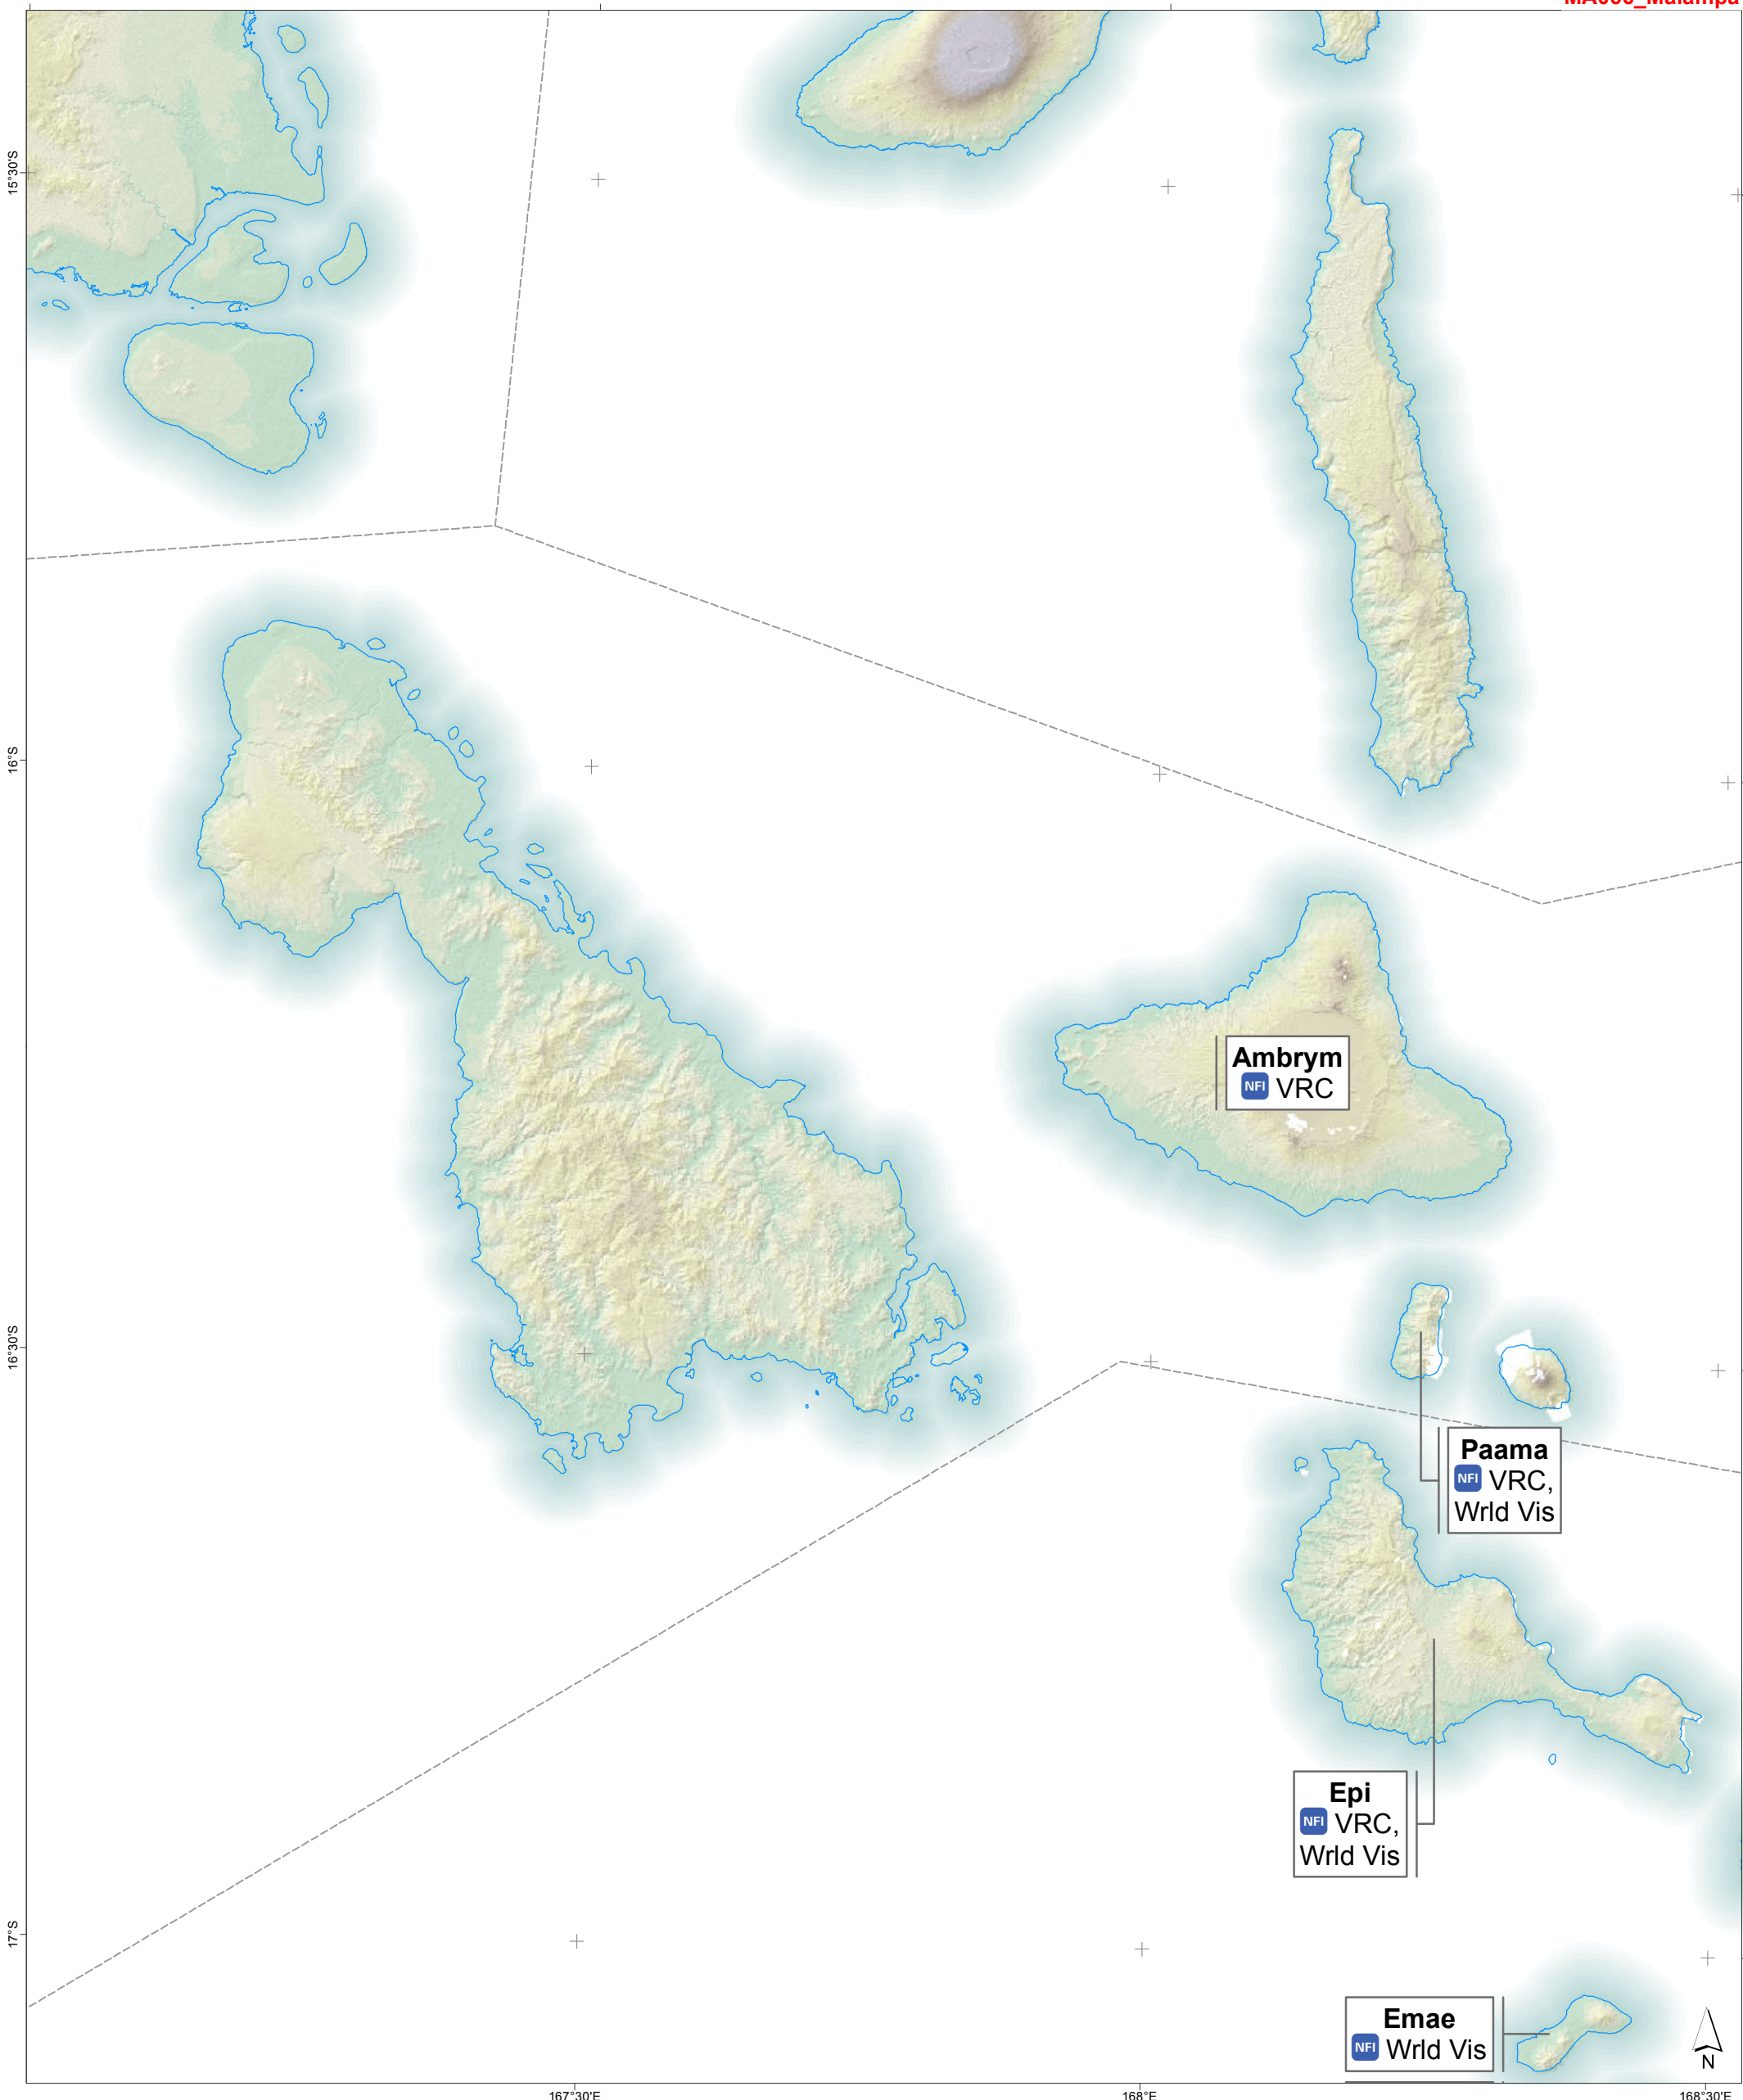 15°30'S
16°S
Ambrym
NFI VRC
16°30'S
Paama
NFI VRC,
Wrld Vis
Epi
NFI VRC,
Wrld Vis
17°S
Emae
NFI Wrld Vis
N
167°30'E
168°E
168°30'E